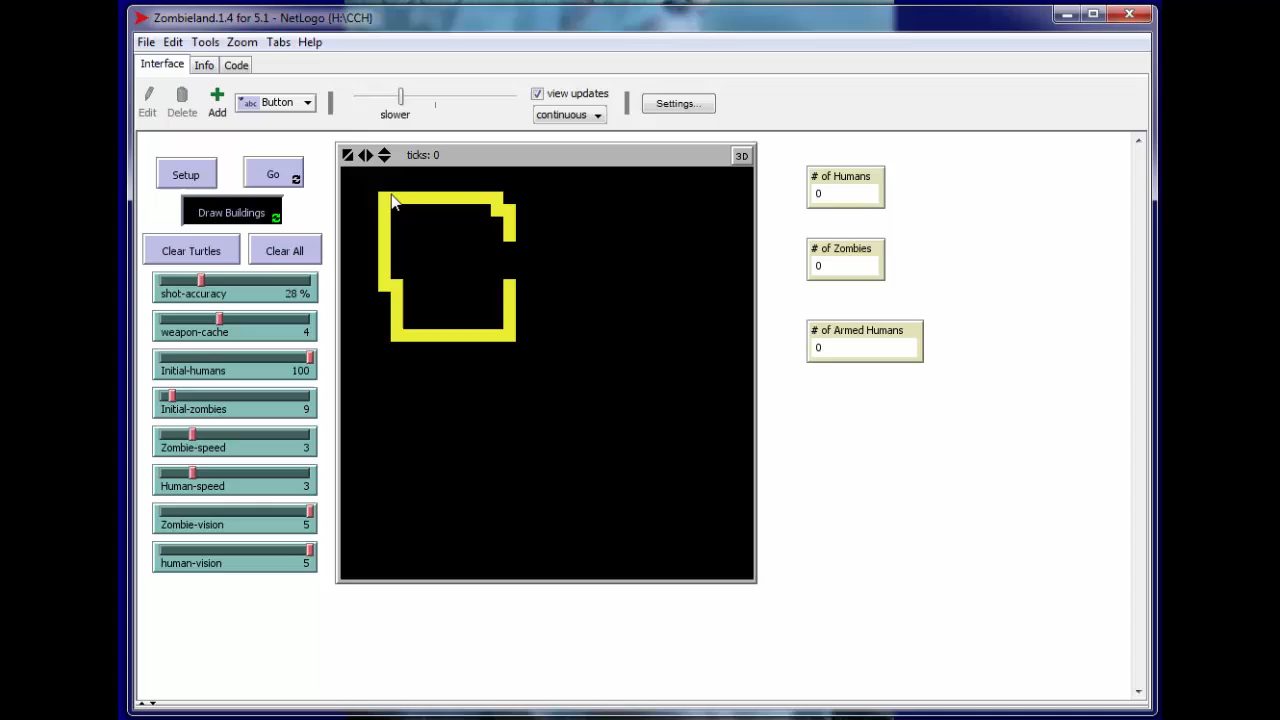 Zombieland.1.4 for 5.1 - NetLogo {H:\CCH}
File Edit Tools Zoom Tabs Help
Interface Info Code
Edit Delete Add abc Button slower view updates continuous Settings...
ticks: 0 3D
Setup Go
Draw Buildings
Clear Turtles Clear All
shot-accuracy 28 %
weapon-cache 4
Initial-humans 100
Initial-zombies 9
Zombie-speed 3
Human-speed 3
Zombie-vision 5
human-vision 5
# of Humans
0
# of Zombies
0
# of Armed Humans
0